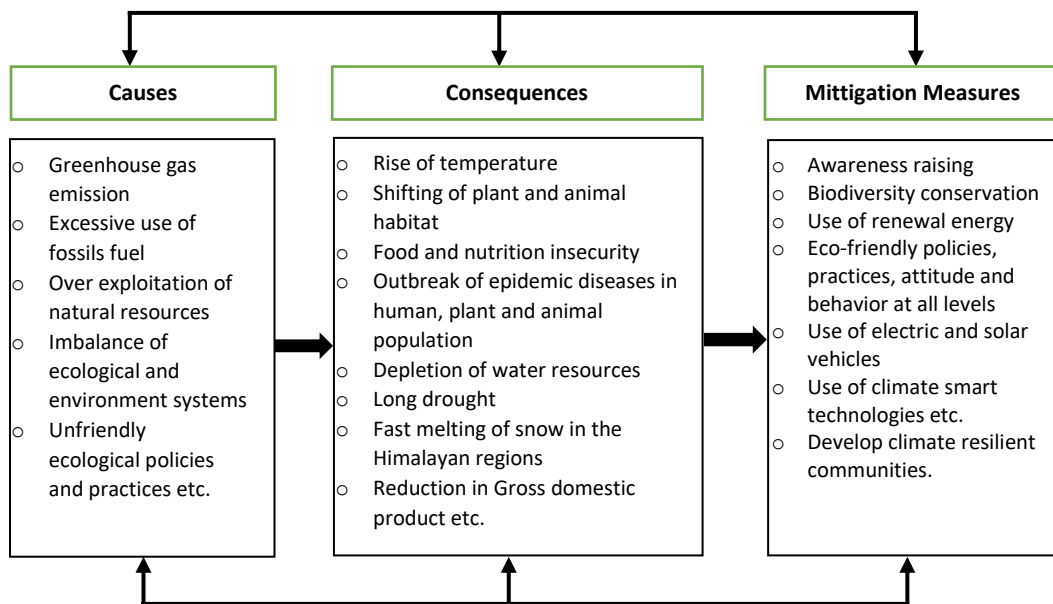 Causes
Consequences
Mittigation Measures
o Greenhouse gas
emission
o Excessive use of
fossils fuel
o Over exploitation of
natural resources
o Imbalance of
ecological and
environment systems
o Unfriendly
ecological policies
and practices etc.
o Rise of temperature
o Shifting of plant and animal
habitat
o Food and nutrition insecurity
o Outbreak of epidemic diseases in
human, plant and animal
population
o Depletion of water resources
o Long drought
o Fast melting of snow in the
Himalayan regions
o Reduction in Gross domestic
product etc.
o Awareness raising
o Biodiversity conservation
o Use of renewal energy
o Eco-friendly policies,
practices, attitude and
behavior at all levels
o Use of electric and solar
vehicles
o Use of climate smart
technologies etc.
o Develop climate resilient
communities.